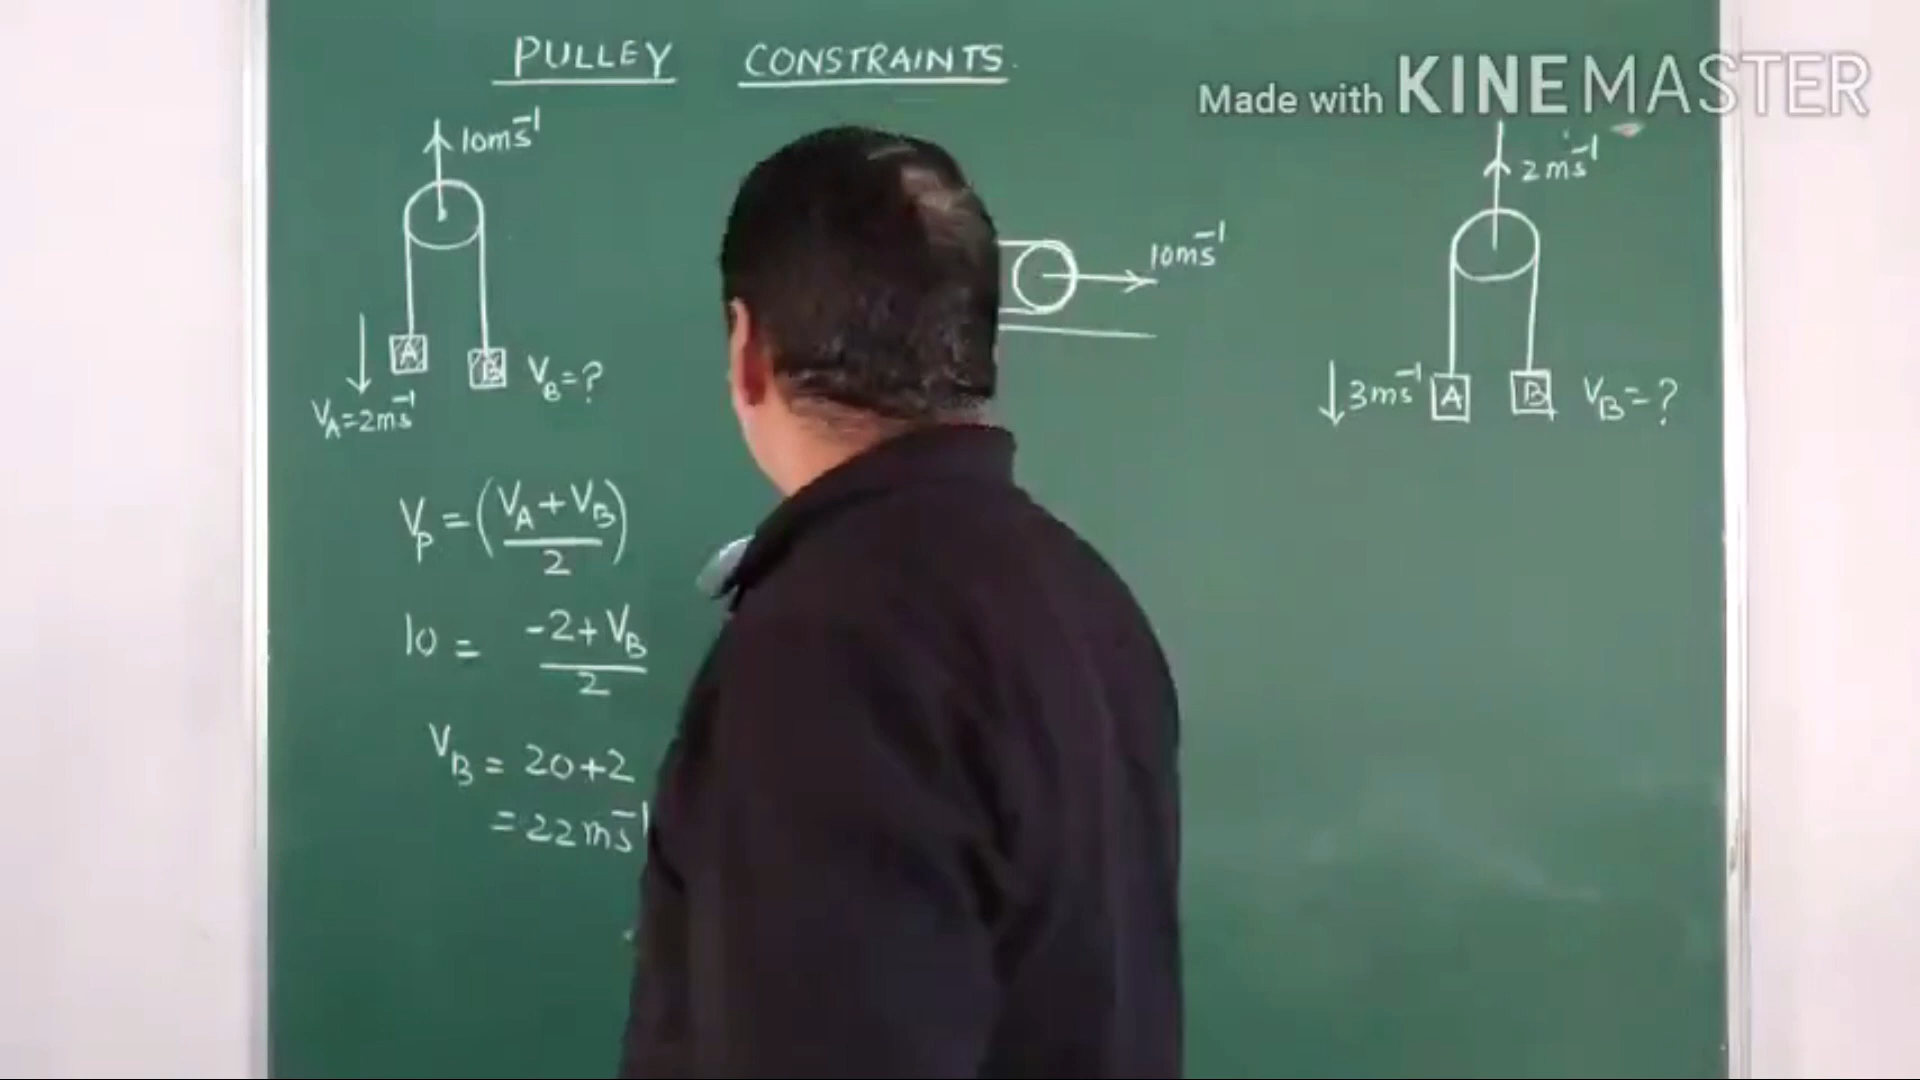 PULLEY CONSTRAINTS.
Made with KINEMASTER
10ms⁻¹
A
B
V_B=?
V_A=2ms⁻¹
V_p=(V_A+V_B/2)
10= -2+V_B/2
V_B= 20+2
=22ms⁻¹
10ms⁻¹
2ms⁻¹
3ms⁻¹
A
B
V_B=?